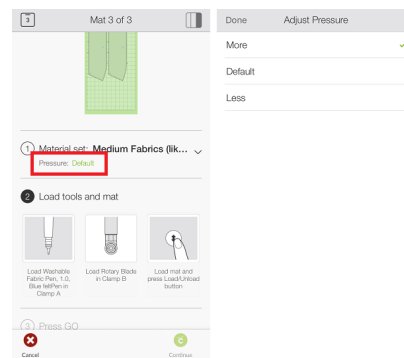 3
Mat 3 of 3
1 Material set: Medium Fabrics (lik...
Pressure: Default
2 Load tools and mat
Load Washable
Fabric Pen, 1.0,
Blue feltPen in
Clamp A
Load Rotary Blade
in Clamp B
Load mat and
press Load/Unload
button
3 Press GO
Cancel
C
Continue
Done
Adjust Pressure
More
Default
Less